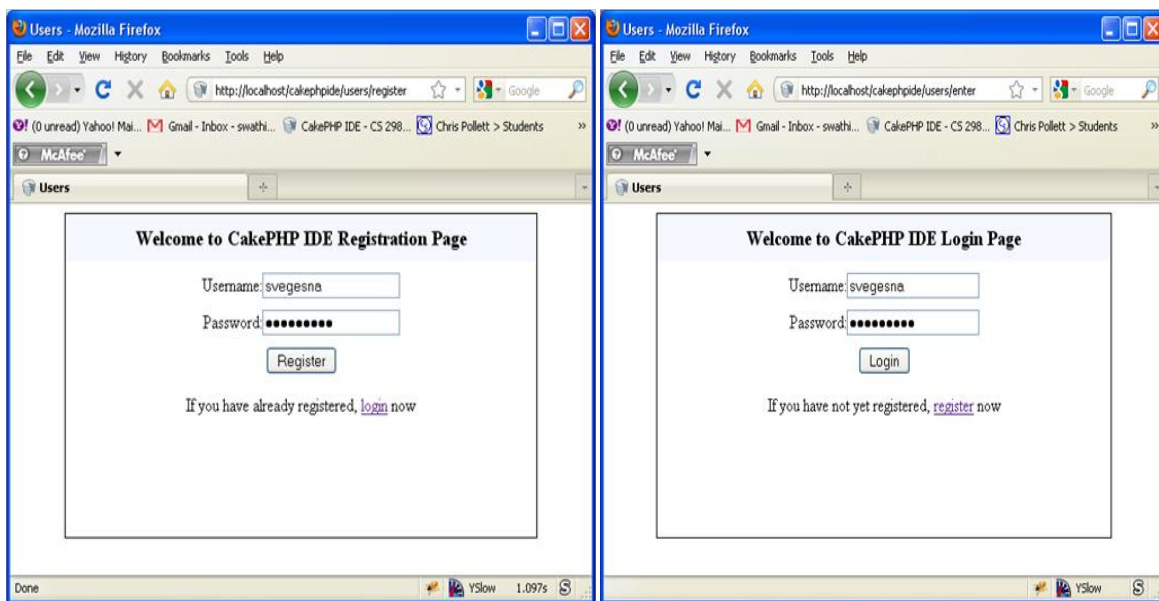 Users - Mozilla Firefox
File Edit View History Bookmarks Tools Help
http://localhost/cakephpide/users/register
Google
(0 unread) Yahoo! Mai... Gmail - Inbox - swathi... CakePHP IDE - CS 298... Chris Pollett > Students »
McAfee
Users
Welcome to CakePHP IDE Registration Page
Username: svegesna
Password: •••••••••
Register
If you have already registered, login now
Done YSlow 1.097s S
Users - Mozilla Firefox
File Edit View History Bookmarks Tools Help
http://localhost/cakephpide/users/enter
Google
(0 unread) Yahoo! Mai... Gmail - Inbox - swathi... CakePHP IDE - CS 298... Chris Pollett > Students »
McAfee
Users
Welcome to CakePHP IDE Login Page
Username: svegesna
Password: •••••••••
Login
If you have not yet registered, register now
YSlow S